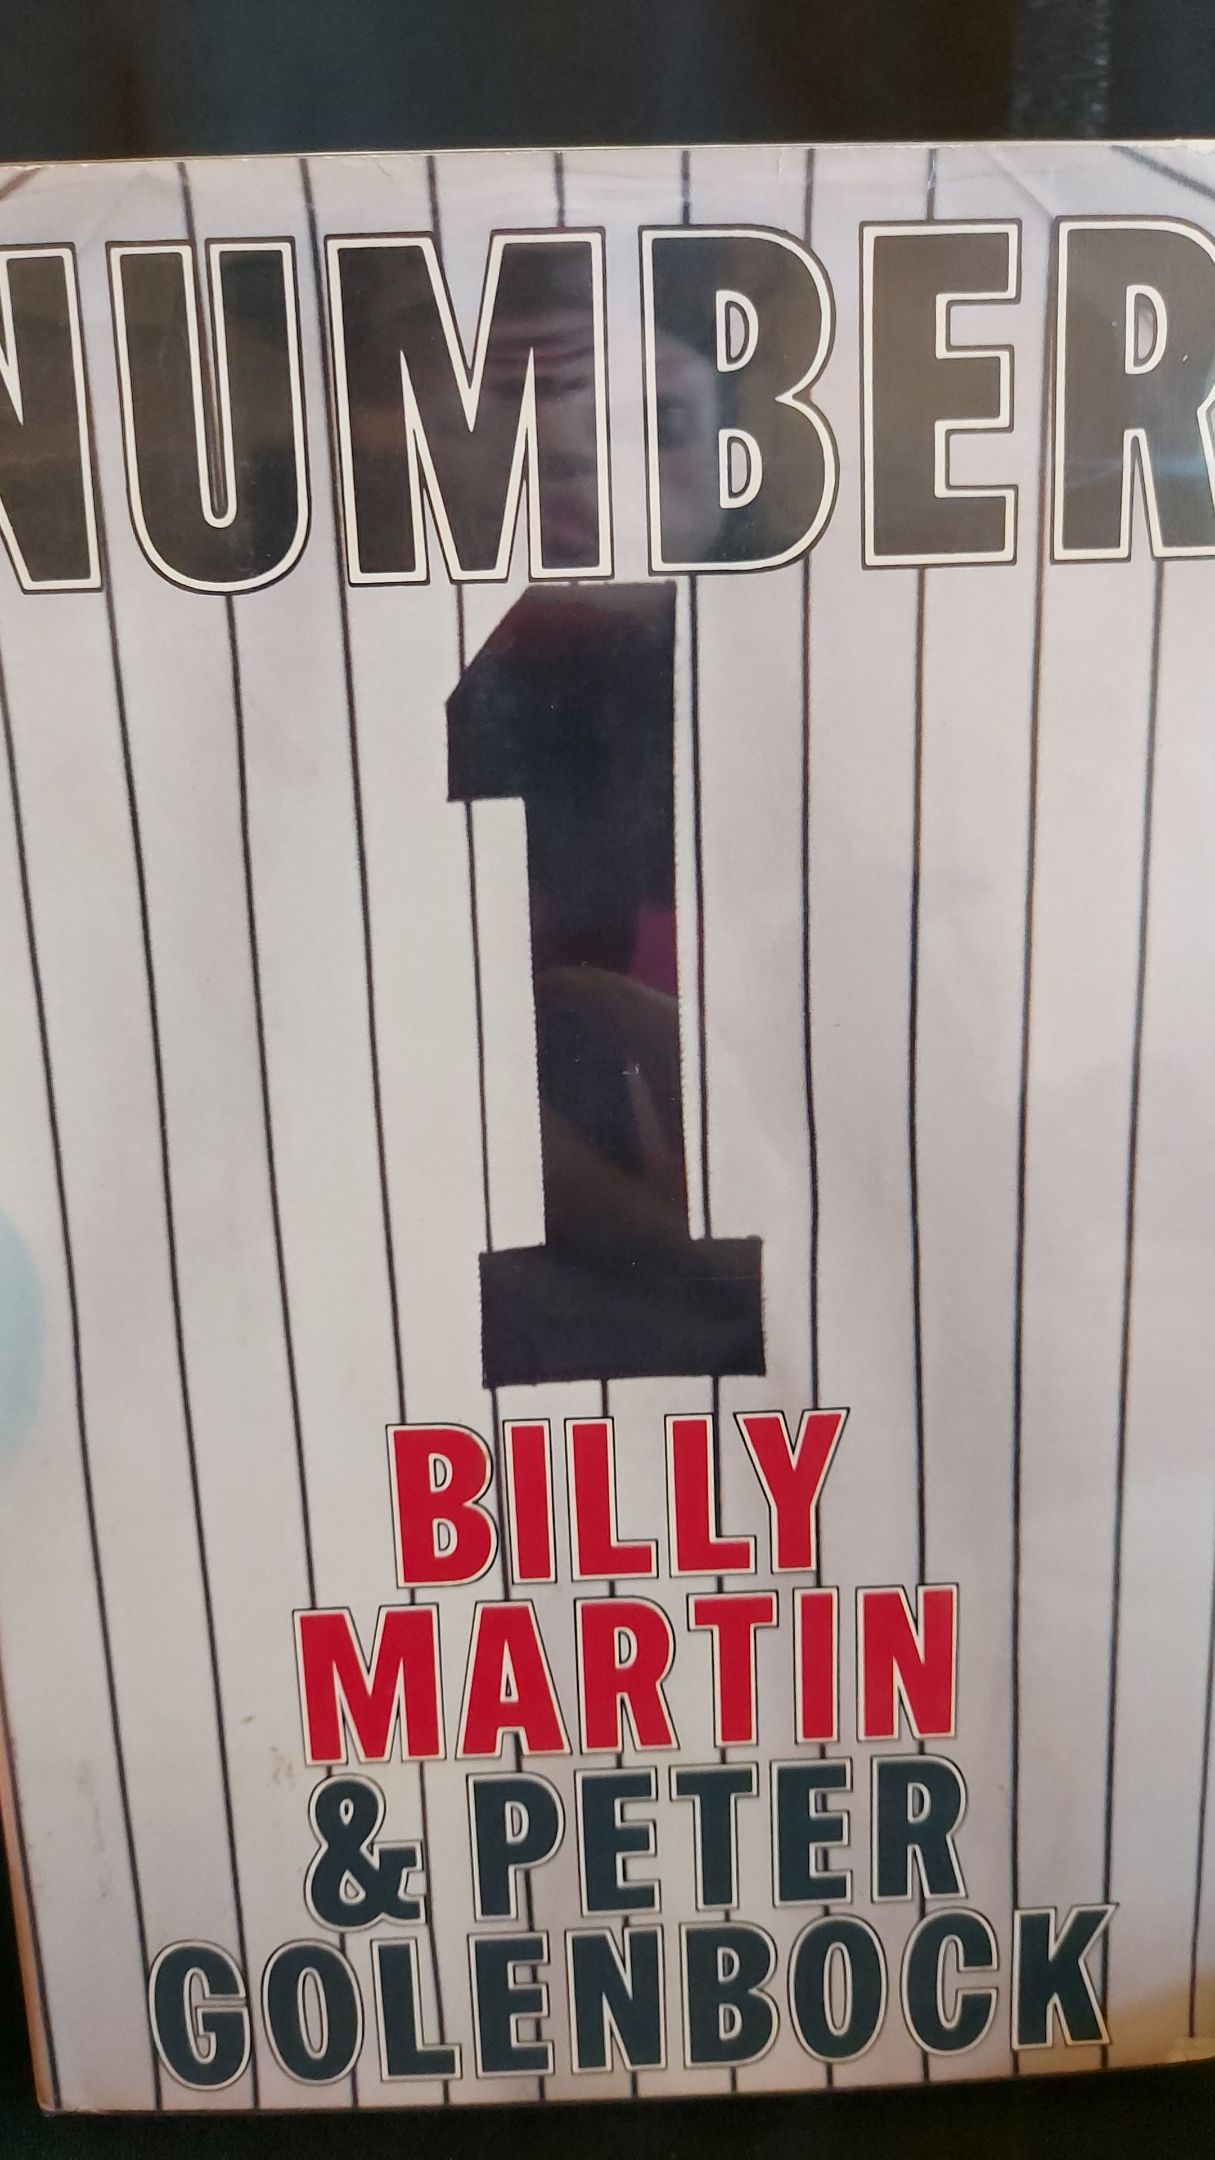 NUMBER
1
BILLY
MARTIN
& PETER
GOLENBOCK